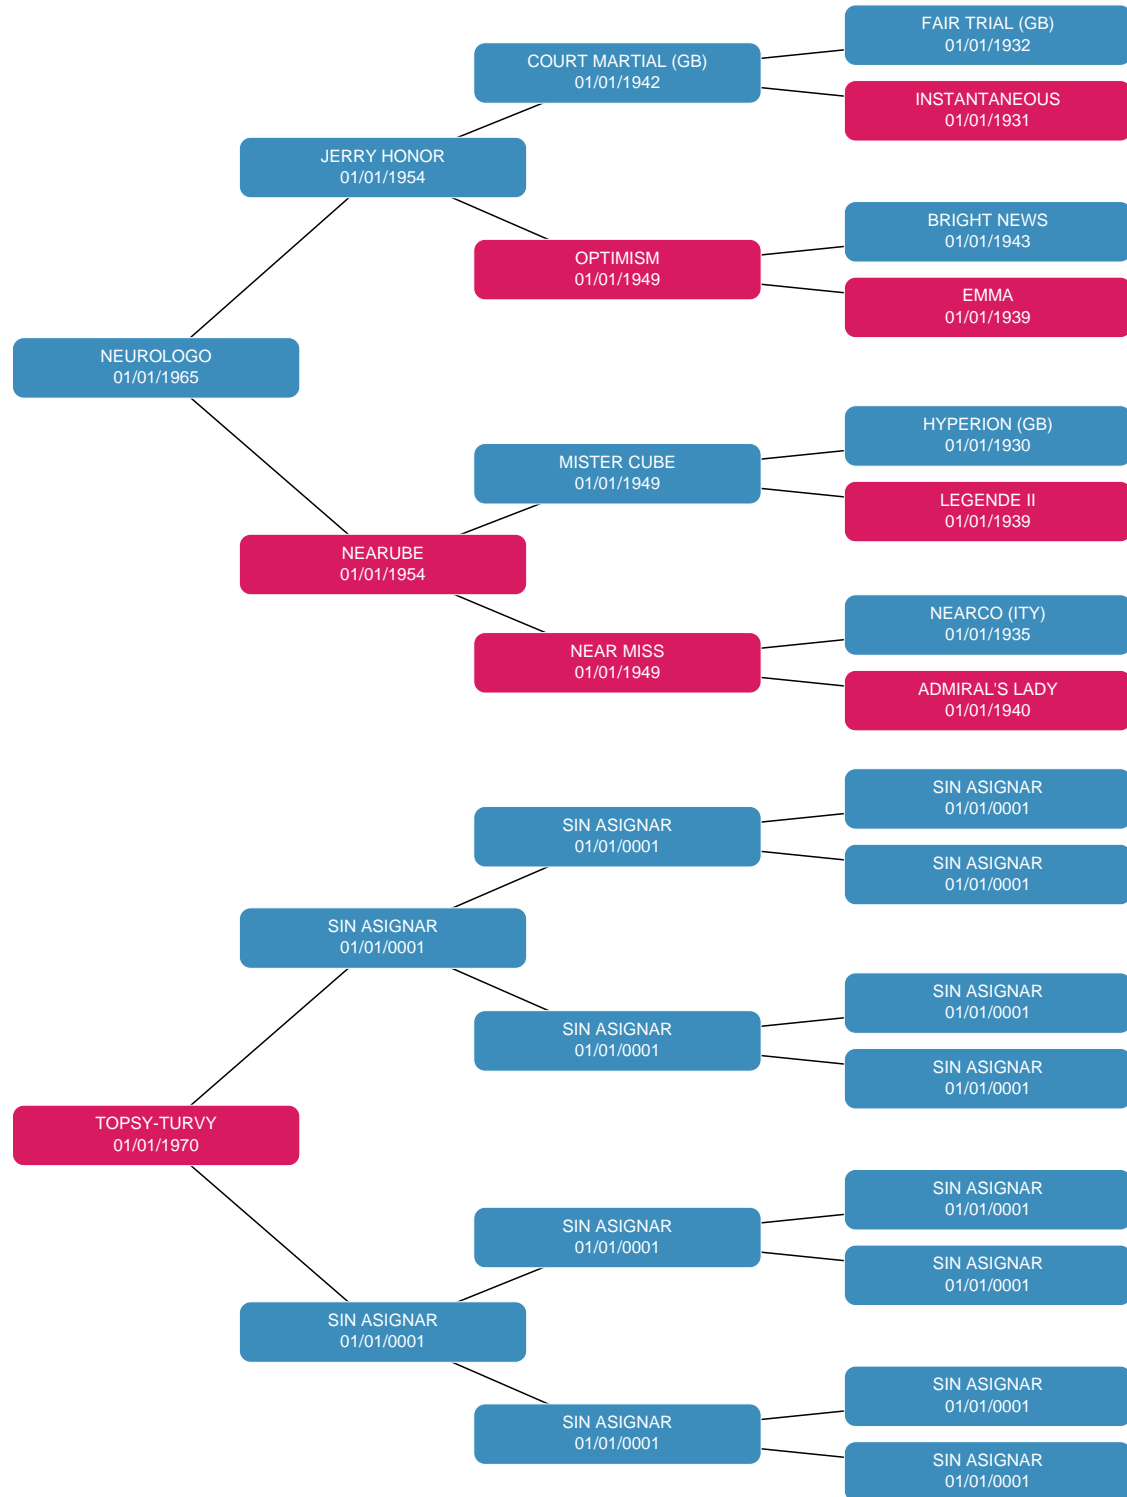 FAIR TRIAL (GB)
01/01/1932
COURT MARTIAL (GB)
01/01/1942
INSTANTANEOUS
01/01/1931
JERRY HONOR
01/01/1954
BRIGHT NEWS
01/01/1943
OPTIMISM
01/01/1949
EMMA
01/01/1939
NEUROLOGO
01/01/1965
HYPERION (GB)
01/01/1930
MISTER CUBE
01/01/1949
LEGENDE II
01/01/1939
NEARUBE
01/01/1954
NEARCO (ITY)
01/01/1935
NEAR MISS
01/01/1949
ADMIRAL'S LADY
01/01/1940
SIN ASIGNAR
01/01/0001
SIN ASIGNAR
01/01/0001
SIN ASIGNAR
01/01/0001
SIN ASIGNAR
01/01/0001
SIN ASIGNAR
01/01/0001
SIN ASIGNAR
01/01/0001
SIN ASIGNAR
01/01/0001
TOPSY-TURVY
01/01/1970
SIN ASIGNAR
01/01/0001
SIN ASIGNAR
01/01/0001
SIN ASIGNAR
01/01/0001
SIN ASIGNAR
01/01/0001
SIN ASIGNAR
01/01/0001
SIN ASIGNAR
01/01/0001
SIN ASIGNAR
01/01/0001